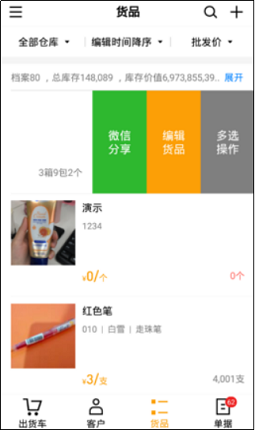 货品
全部仓库 编辑时间降序 批发价
档案80 ，总库存148,089 ，库存价值6,973,855,39... 展开
3箱9包2个
微信
分享
编辑
货品
多选
操作
演示
1234
¥0/个 0个
红色笔
010 | 白雪 | 走珠笔
¥3/支 4,001支
62
出货车 客户 货品 单据